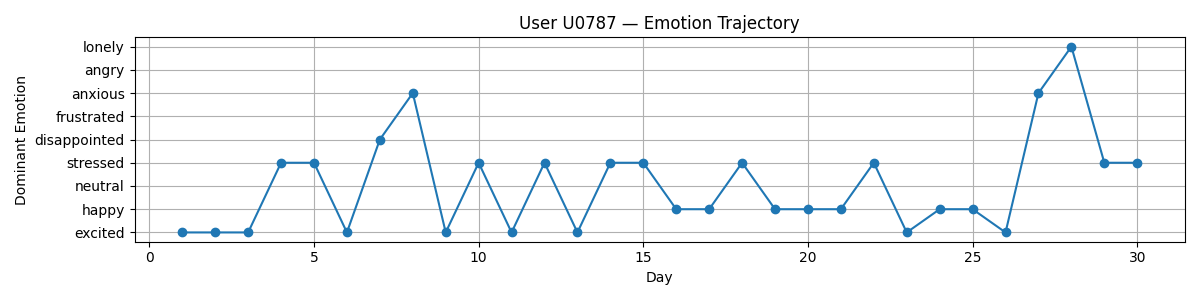 User U0787 — Emotion Trajectory
Dominant Emotion
lonely
angry
anxious
frustrated
disappointed
stressed
neutral
happy
excited
0 5 10 15 20 25 30
Day